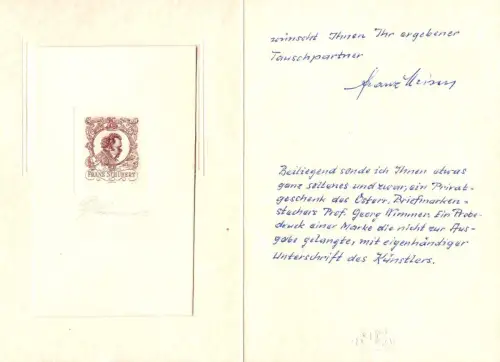 FRANZ SCHUBERT
wünscht Ihnen Ihr ergebener
Tauschpartner
Franz
Beiliegend sende ich Ihnen etwas
ganz seltenes und zwar, ein Privat-
geschenk des Österr. Briefmarken-
stechers Prof. Georg Wimmer. Ein Probe-
druck einer Marke die nicht zur Aus-
gabe gelangte, mit eigenhändiger
Unterschrift des Künstlers.